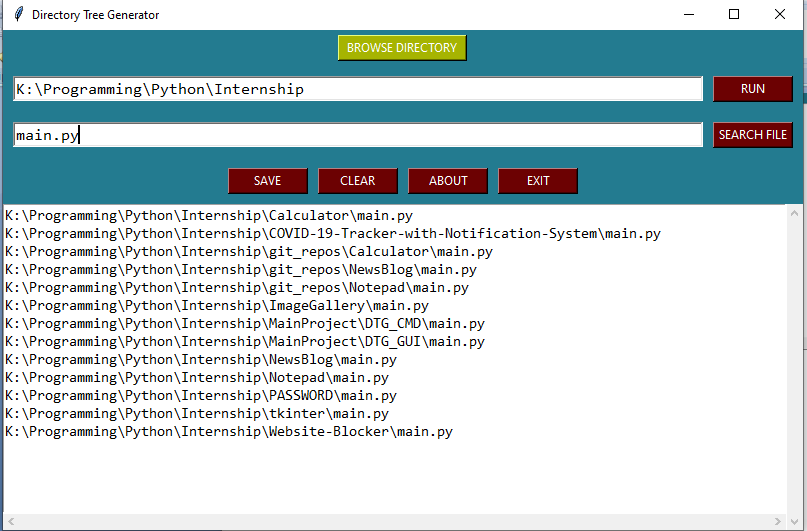 Directory Tree Generator
BROWSE DIRECTORY
K:\Programming\Python\Internship
RUN
main.py
SEARCH FILE
SAVE CLEAR ABOUT EXIT
K:\Programming\Python\Internship\Calculator\main.py
K:\Programming\Python\Internship\COVID-19-Tracker-with-Notification-System\main.py
K:\Programming\Python\Internship\git_repos\Calculator\main.py
K:\Programming\Python\Internship\git_repos\NewsBlog\main.py
K:\Programming\Python\Internship\git_repos\Notepad\main.py
K:\Programming\Python\Internship\ImageGallery\main.py
K:\Programming\Python\Internship\MainProject\DTG_CMD\main.py
K:\Programming\Python\Internship\MainProject\DTG_GUI\main.py
K:\Programming\Python\Internship\NewsBlog\main.py
K:\Programming\Python\Internship\Notepad\main.py
K:\Programming\Python\Internship\PASSWORD\main.py
K:\Programming\Python\Internship\tkinter\main.py
K:\Programming\Python\Internship\Website-Blocker\main.py